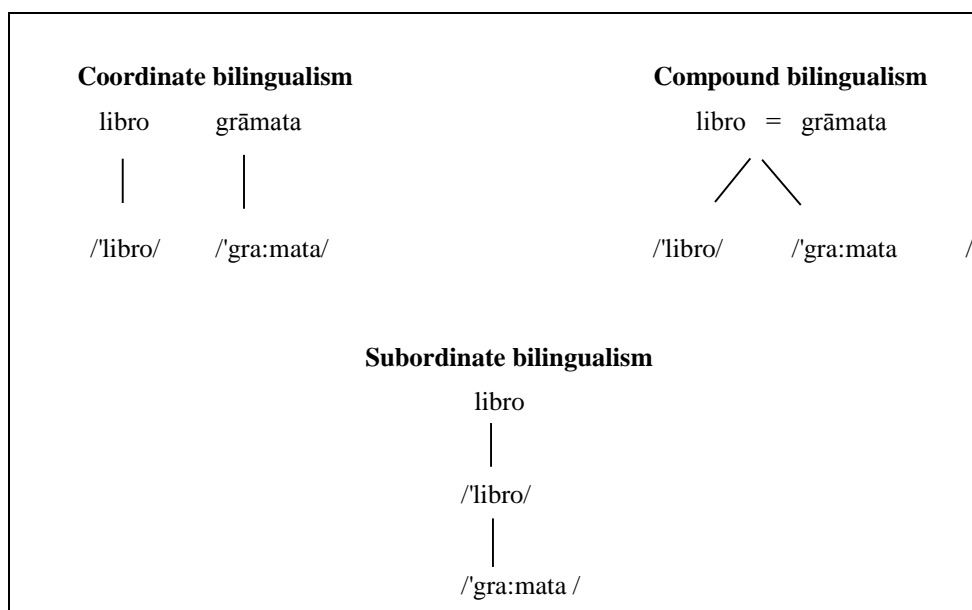 Coordinate bilingualism
libro grāmata
/'libro/ /'gra:mata/
Compound bilingualism
libro = grāmata
/'libro/ /'gra:mata /
Subordinate bilingualism
libro
/'libro/
/'gra:mata /